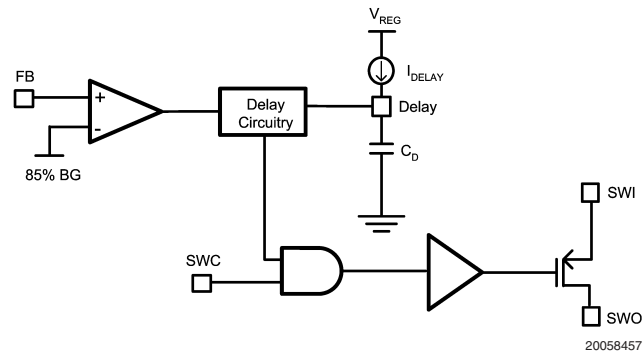 V_REG
FB
I_DELAY
+
Delay
Circuitry
Delay
-
C_D
85% BG
SWI
SWC
SWO
20058457